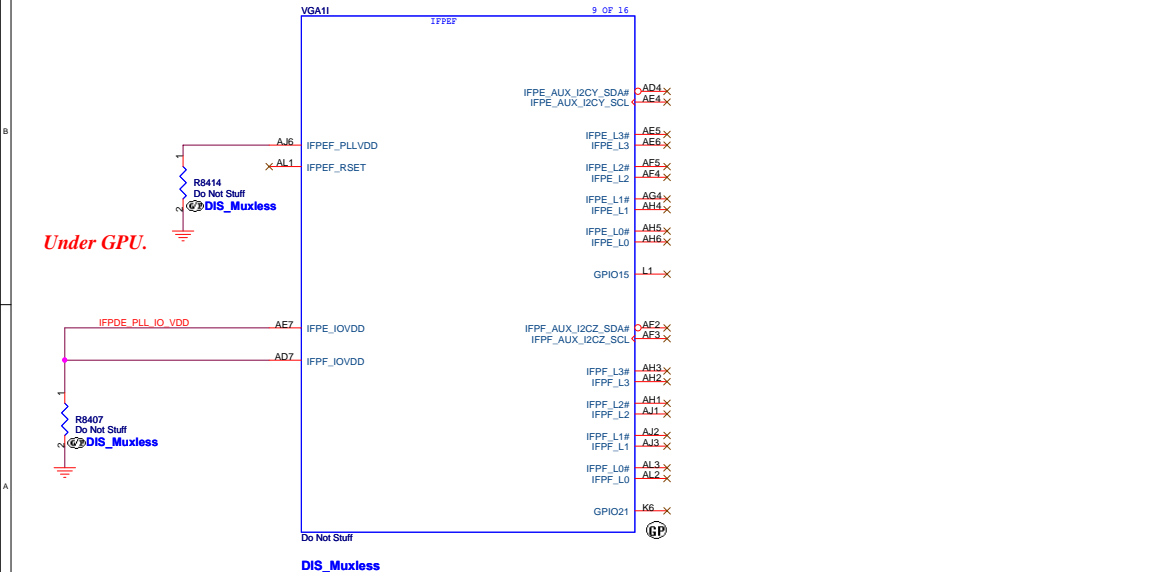 VGA1I
9 OF 16
IFPEF
IFPE_AUX_I2CY_SDA# AD4
IFPE_AUX_I2CY_SCL AE4
B
IFPE_L3# AE5
IFPE_L3 AE6
AJ6 IFPEF_PLLVDD
AL1 IFPEF_RSET
IFPE_L2# AF5
IFPE_L2 AF4
1
R8414
Do Not Stuff
2
GP DIS_Muxless
IFPE_L1# AG4
IFPE_L1 AH4
Under GPU.
IFPE_L0# AH5
IFPE_L0 AH6
GPIO15 L1
IFPDE_PLL_IO_VDD
AE7 IFPE_IOVDD
IFPF_AUX_I2CZ_SDA# AF2
IFPF_AUX_I2CZ_SCL AF3
AD7 IFPF_IOVDD
IFPF_L3# AH3
IFPF_L3 AH2
1
R8407
Do Not Stuff
2
GP DIS_Muxless
IFPF_L2# AH1
IFPF_L2 AJ1
IFPF_L1# AJ2
IFPF_L1 AJ3
IFPF_L0# AL3
IFPF_L0 AL2
A
GPIO21 K6
GP
Do Not Stuff
DIS_Muxless